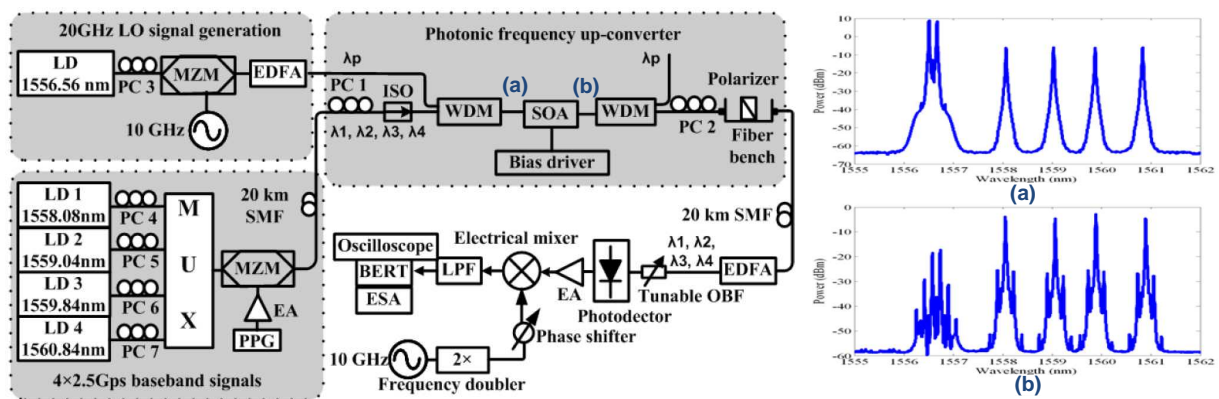 20GHz LO signal generation
LD
1556.56 nm
PC 3
MZM
EDFA
10 GHz
Photonic frequency up-converter
λp
PC 1
ISO
λ1, λ2, λ3, λ4
WDM
(a)
SOA
(b)
WDM
λp
PC 2
Polarizer
Fiber
bench
Bias driver
LD 1
1558.08nm
LD 2
1559.04nm
LD 3
1559.84nm
LD 4
1560.84nm
PC 4
PC 5
PC 6
PC 7
M
U
X
MZM
EA
PPG
20 km
SMF
4×2.5Gps baseband signals
20 km SMF
EDFA
λ1, λ2,
λ3, λ4
Tunable OBF
Photodector
EA
Electrical mixer
LPF
Oscilloscope
BERT
ESA
Phase shifter
10 GHz
2×
Frequency doubler
Power (dBm)
10
0
-10
-20
-30
-40
-50
-60
-70
1555 1556 1557 1558 1559 1560 1561 1562
Wavelength (nm)
(a)
Power (dBm)
0
-10
-20
-30
-40
-50
-60
1555 1556 1557 1558 1559 1560 1561 1562
Wavelength (nm)
(b)